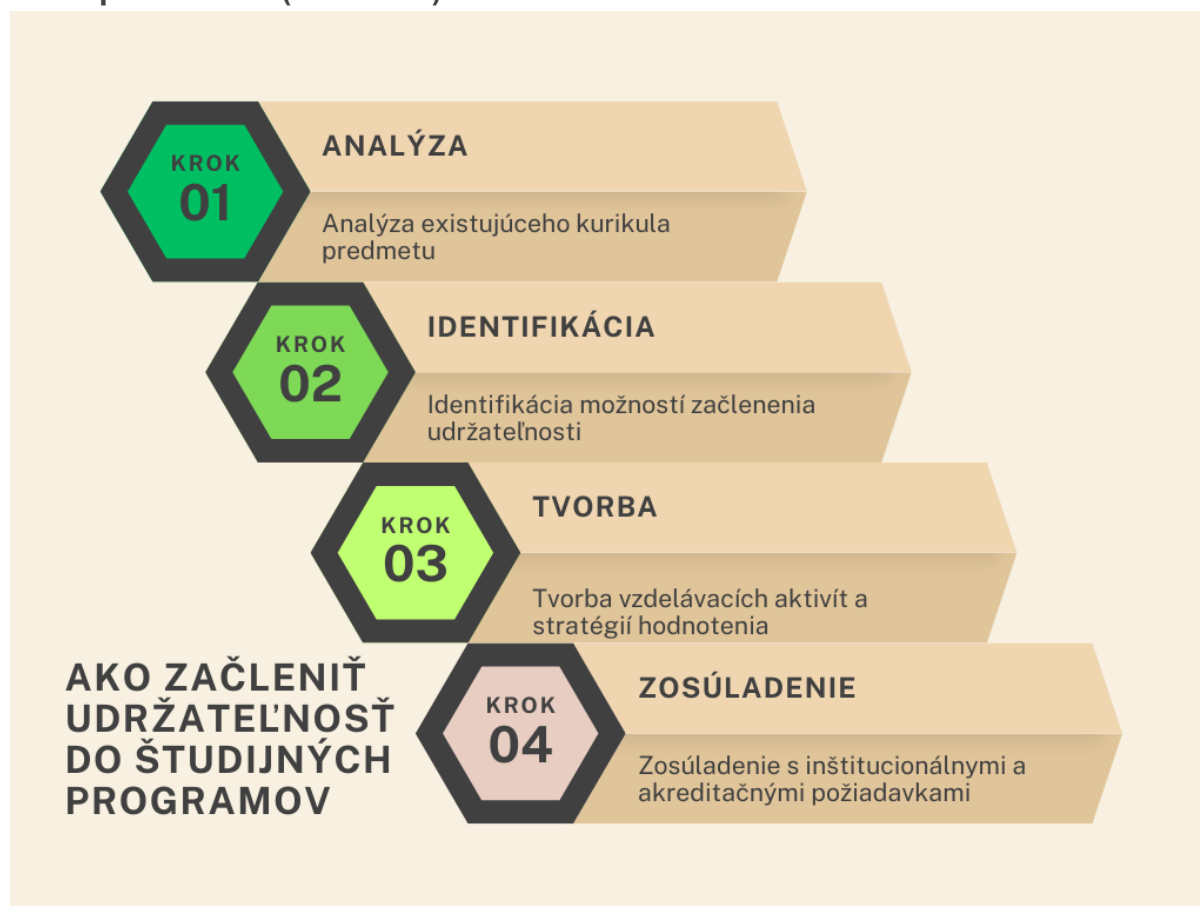 KROK
01
ANALÝZA
Analýza existujúceho kurikula
predmetu
KROK
02
IDENTIFIKÁCIA
Identifikácia možností začlenenia
udržateľnosti
KROK
03
TVORBA
Tvorba vzdelávacích aktivít a
stratégií hodnotenia
KROK
04
ZOSÚLADENIE
Zosúladenie s inštitucionálnymi a
akreditačnými požiadavkami
AKO ZAČLENIŤ
UDRŽATEĽNOSŤ
DO ŠTUDIJNÝCH
PROGRAMOV